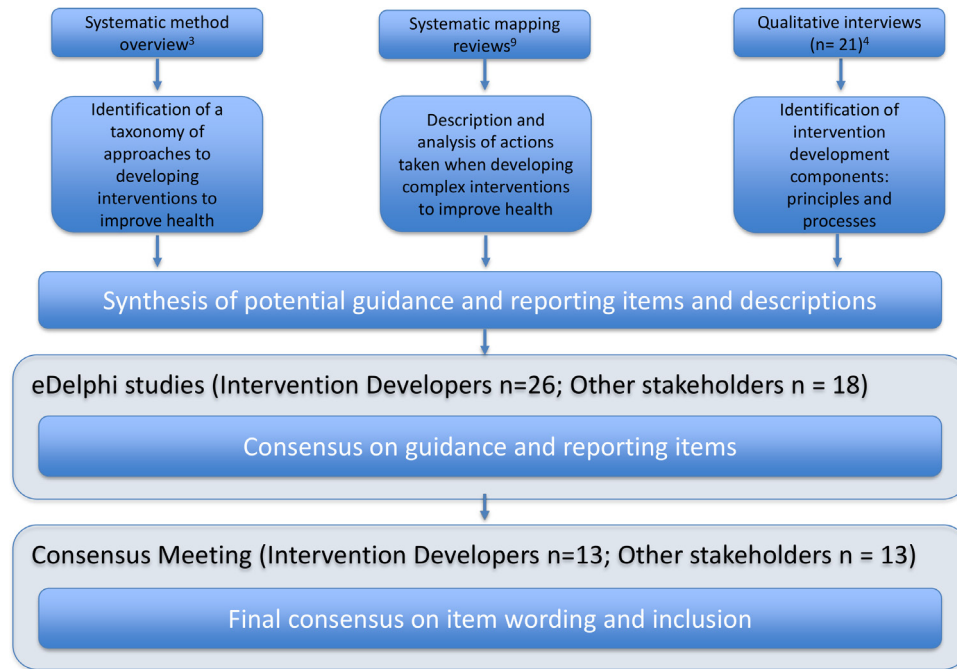 Systematic method
overview³
Systematic mapping
reviews⁹
Qualitative interviews
(n= 21)⁴
Identification of a
taxonomy of
approaches to
developing
interventions to
improve health
Description and
analysis of actions
taken when developing
complex interventions
to improve health
Identification of
intervention
development
components:
principles and
processes
Synthesis of potential guidance and reporting items and descriptions
eDelphi studies (Intervention Developers n=26; Other stakeholders n = 18)
Consensus on guidance and reporting items
Consensus Meeting (Intervention Developers n=13; Other stakeholders n = 13)
Final consensus on item wording and inclusion